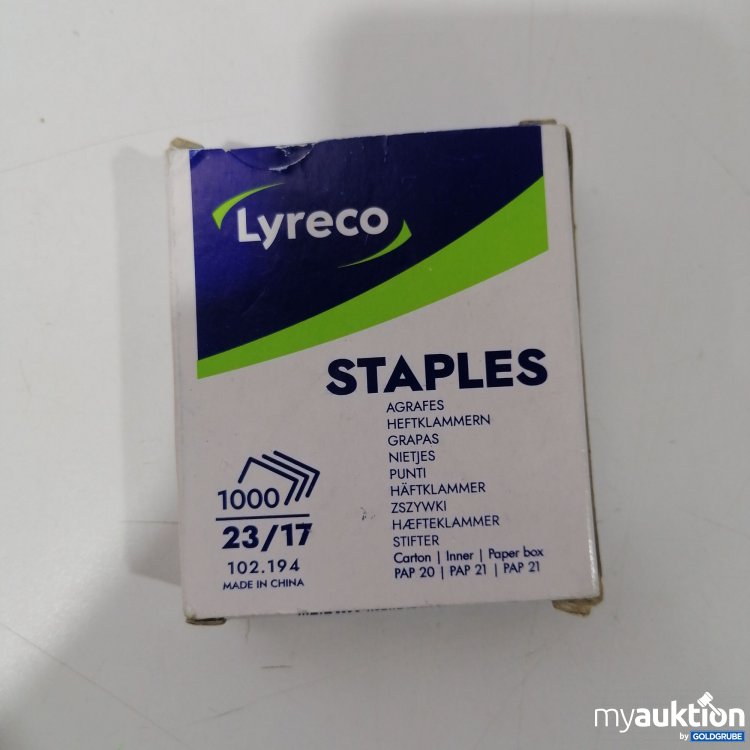 Lyreco
STAPLES
AGRAFES
HEFTKLAMMERN
GRAPAS
NIETJES
PUNTI
HÄFTKLAMMER
ZSZYWKI
HÆFTEKLAMMER
STIFTER
Carton | Inner | Paper box
PAP 20 | PAP 21 | PAP 21
1000
23/17
102.194
MADE IN CHINA
myauktion
by GOLDGRUBE